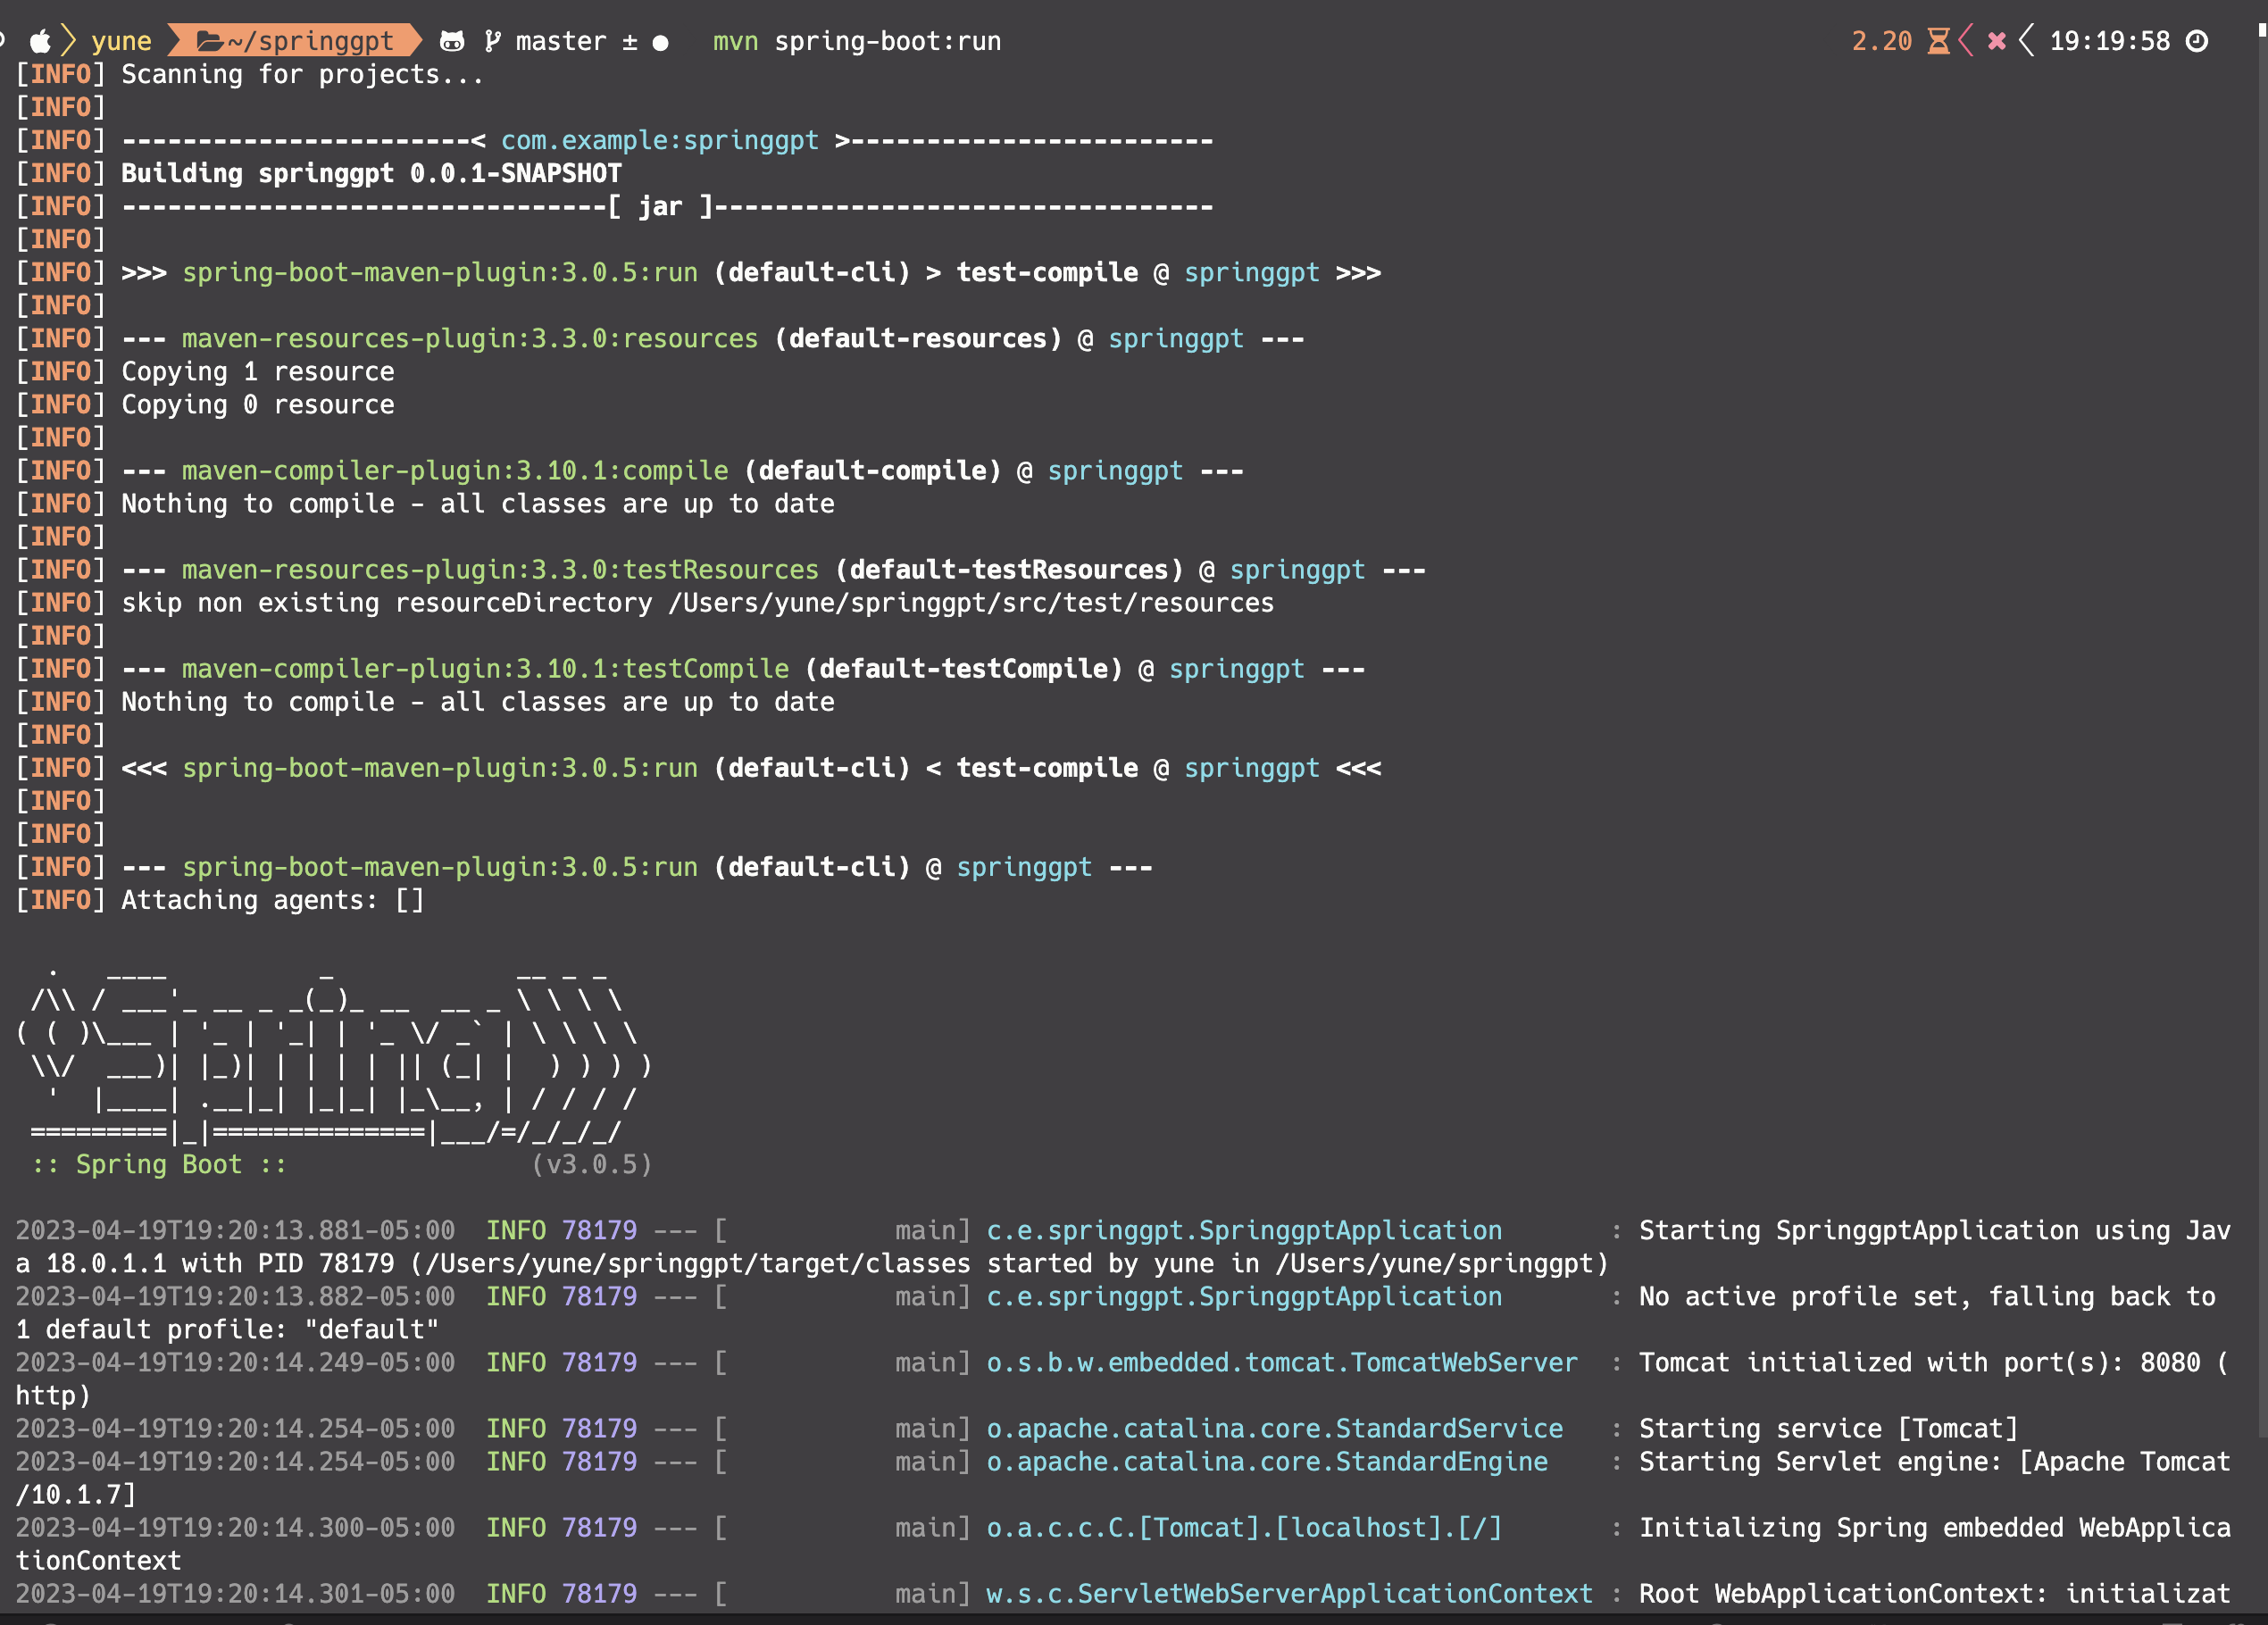 yune ~/springgpt master ± ● mvn spring-boot:run 2.20 19:19:58
[INFO] Scanning for projects...
[INFO]
[INFO] -----------------------< com.example:springgpt >------------------------
[INFO] Building springgpt 0.0.1-SNAPSHOT
[INFO] --------------------------------[ jar ]---------------------------------
[INFO]
[INFO] >>> spring-boot-maven-plugin:3.0.5:run (default-cli) > test-compile @ springgpt >>>
[INFO]
[INFO] --- maven-resources-plugin:3.3.0:resources (default-resources) @ springgpt ---
[INFO] Copying 1 resource
[INFO] Copying 0 resource
[INFO]
[INFO] --- maven-compiler-plugin:3.10.1:compile (default-compile) @ springgpt ---
[INFO] Nothing to compile - all classes are up to date
[INFO]
[INFO] --- maven-resources-plugin:3.3.0:testResources (default-testResources) @ springgpt ---
[INFO] skip non existing resourceDirectory /Users/yune/springgpt/src/test/resources
[INFO]
[INFO] --- maven-compiler-plugin:3.10.1:testCompile (default-testCompile) @ springgpt ---
[INFO] Nothing to compile - all classes are up to date
[INFO]
[INFO] <<< spring-boot-maven-plugin:3.0.5:run (default-cli) < test-compile @ springgpt <<<
[INFO]
[INFO]
[INFO] --- spring-boot-maven-plugin:3.0.5:run (default-cli) @ springgpt ---
[INFO] Attaching agents: []
  .   ____          _            __ _ _
 /\\ / ___'_ __ _ _(_)_ __  __ _ \ \ \ \
( ( )\___ | '_ | '_| | '_ \/ _` | \ \ \ \
 \\/  ___)| |_)| | | | | || (_| |  ) ) ) )
  '  |____| .__|_| |_|_| |_\__, | / / / /
 =========|_|==============|___/=/_/_/_/
 :: Spring Boot ::                (v3.0.5)
2023-04-19T19:20:13.881-05:00  INFO 78179 --- [           main] c.e.springgpt.SpringgptApplication       : Starting SpringgptApplication using Jav
a 18.0.1.1 with PID 78179 (/Users/yune/springgpt/target/classes started by yune in /Users/yune/springgpt)
2023-04-19T19:20:13.882-05:00  INFO 78179 --- [           main] c.e.springgpt.SpringgptApplication       : No active profile set, falling back to
1 default profile: "default"
2023-04-19T19:20:14.249-05:00  INFO 78179 --- [           main] o.s.b.w.embedded.tomcat.TomcatWebServer  : Tomcat initialized with port(s): 8080 (
http)
2023-04-19T19:20:14.254-05:00  INFO 78179 --- [           main] o.apache.catalina.core.StandardService   : Starting service [Tomcat]
2023-04-19T19:20:14.254-05:00  INFO 78179 --- [           main] o.apache.catalina.core.StandardEngine    : Starting Servlet engine: [Apache Tomcat
/10.1.7]
2023-04-19T19:20:14.300-05:00  INFO 78179 --- [           main] o.a.c.c.C.[Tomcat].[localhost].[/]       : Initializing Spring embedded WebApplica
tionContext
2023-04-19T19:20:14.301-05:00  INFO 78179 --- [           main] w.s.c.ServletWebServerApplicationContext : Root WebApplicationContext: initializat